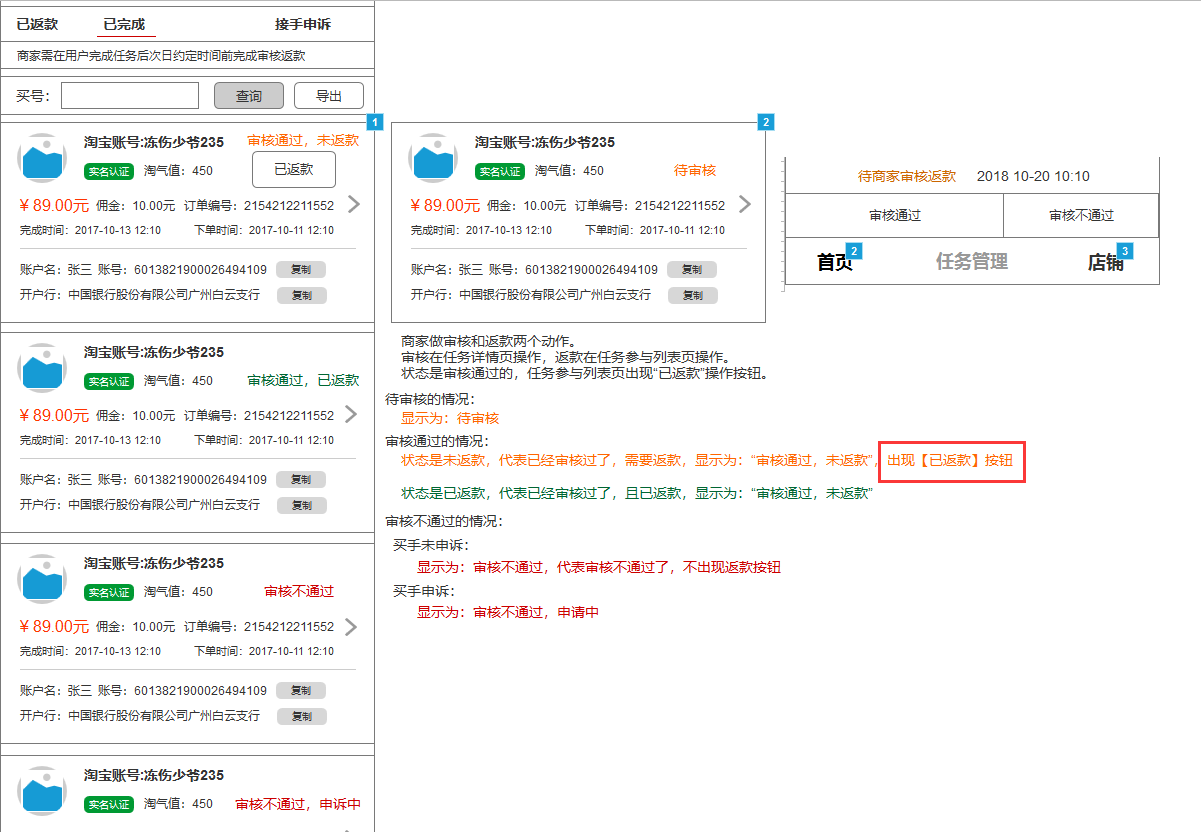 已返款 已完成 接手申诉
商家需在用户完成任务后次日约定时间前完成审核返款
买号： 查询 导出
1
淘宝账号:冻伤少爷235 审核通过，未返款
实名认证 淘气值：450 已返款
¥ 89.00元 佣金：10.00元 订单编号：2154212211552
完成时间：2017-10-13 12:10 下单时间：2017-10-11 12:10
账户名：张三 账号：6013821900026494109 复制
开户行：中国银行股份有限公司广州白云支行 复制
淘宝账号:冻伤少爷235
实名认证 淘气值：450 审核通过，已返款
¥ 89.00元 佣金：10.00元 订单编号：2154212211552
完成时间：2017-10-13 12:10 下单时间：2017-10-11 12:10
账户名：张三 账号：6013821900026494109 复制
开户行：中国银行股份有限公司广州白云支行 复制
淘宝账号:冻伤少爷235
实名认证 淘气值：450 审核不通过
¥ 89.00元 佣金：10.00元 订单编号：2154212211552
完成时间：2017-10-13 12:10 下单时间：2017-10-11 12:10
账户名：张三 账号：6013821900026494109 复制
开户行：中国银行股份有限公司广州白云支行 复制
淘宝账号:冻伤少爷235
实名认证 淘气值：450 审核不通过，申诉中
2
淘宝账号:冻伤少爷235
实名认证 淘气值：450 待审核
¥ 89.00元 佣金：10.00元 订单编号：2154212211552
完成时间：2017-10-13 12:10 下单时间：2017-10-11 12:10
账户名：张三 账号：6013821900026494109 复制
开户行：中国银行股份有限公司广州白云支行 复制
商家做审核和返款两个动作。
审核在任务详情页操作，返款在任务参与列表页操作。
状态是审核通过的，任务参与列表页出现“已返款”操作按钮。
待审核的情况：
显示为：待审核
审核通过的情况：
状态是未返款，代表已经审核过了，需要返款，显示为：“审核通过，未返款”，出现【已返款】按钮
状态是已返款，代表已经审核过了，且已返款，显示为：“审核通过，未返款”
审核不通过的情况：
买手未申诉：
显示为：审核不通过，代表审核不通过了，不出现返款按钮
买手申诉：
显示为：审核不通过，申请中
待商家审核返款 2018 10-20 10:10
审核通过 审核不通过
首页 2 任务管理 店铺 3